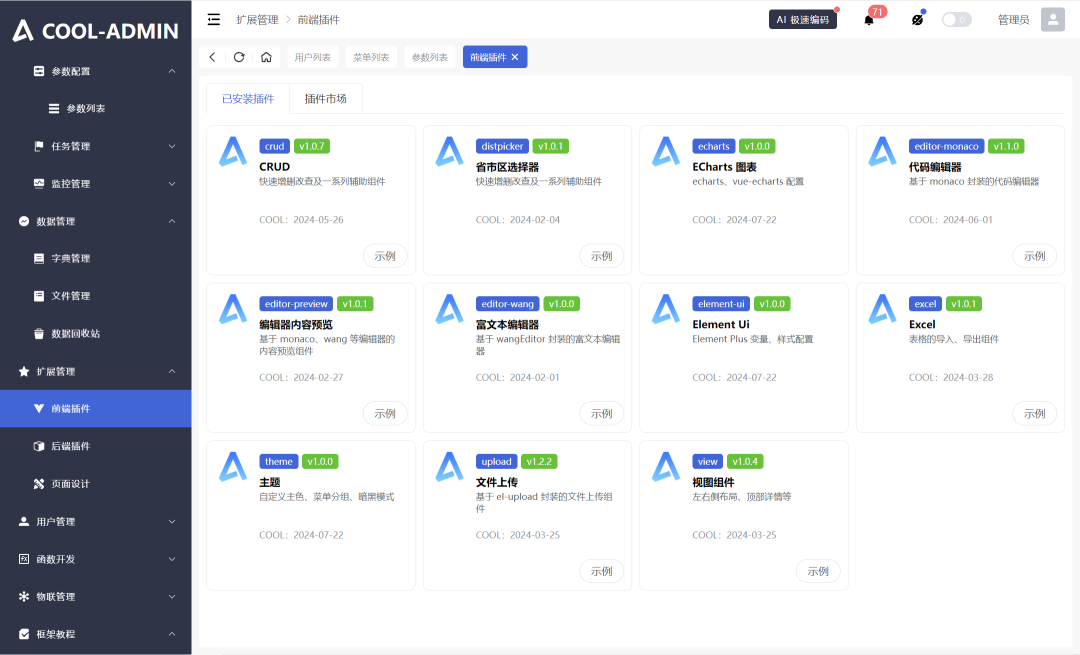 COOL-ADMIN
参数配置
参数列表
任务管理
监控管理
数据管理
字典管理
文件管理
数据回收站
扩展管理
前端插件
后端插件
页面设计
用户管理
函数开发
物联管理
框架教程
扩展管理 > 前端插件
AI 极速编码
71
管理员
用户列表
菜单列表
参数列表
前端插件 ×
已安装插件
插件市场
crud v1.0.7
CRUD
快速增删改查及一系列辅助组件
COOL: 2024-05-26
示例
distpicker v1.0.1
省市区选择器
快速增删改查及一系列辅助组件
COOL: 2024-02-04
示例
echarts v1.0.0
ECharts 图表
echarts、vue-echarts 配置
COOL: 2024-07-22
editor-monaco v1.1.0
代码编辑器
基于 monaco 封装的代码编辑器
COOL: 2024-06-01
示例
editor-preview v1.0.1
编辑器内容预览
基于 monaco、wang 等编辑器的
内容预览组件
COOL: 2024-02-27
示例
editor-wang v1.0.0
富文本编辑器
基于 wangEditor 封装的富文本编辑
器
COOL: 2024-02-01
示例
element-ui v1.0.0
Element Ui
Element Plus 变量、样式配置
COOL: 2024-07-22
excel v1.0.1
Excel
表格的导入、导出组件
COOL: 2024-03-28
示例
theme v1.0.0
主题
自定义主色、菜单分组、暗黑模式
COOL: 2024-07-22
upload v1.2.2
文件上传
基于 el-upload 封装的文件上传组
件
COOL: 2024-03-25
示例
view v1.0.4
视图组件
左右侧布局、顶部详情等
COOL: 2024-03-25
示例